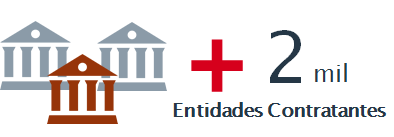 + 2 mil
Entidades Contratantes